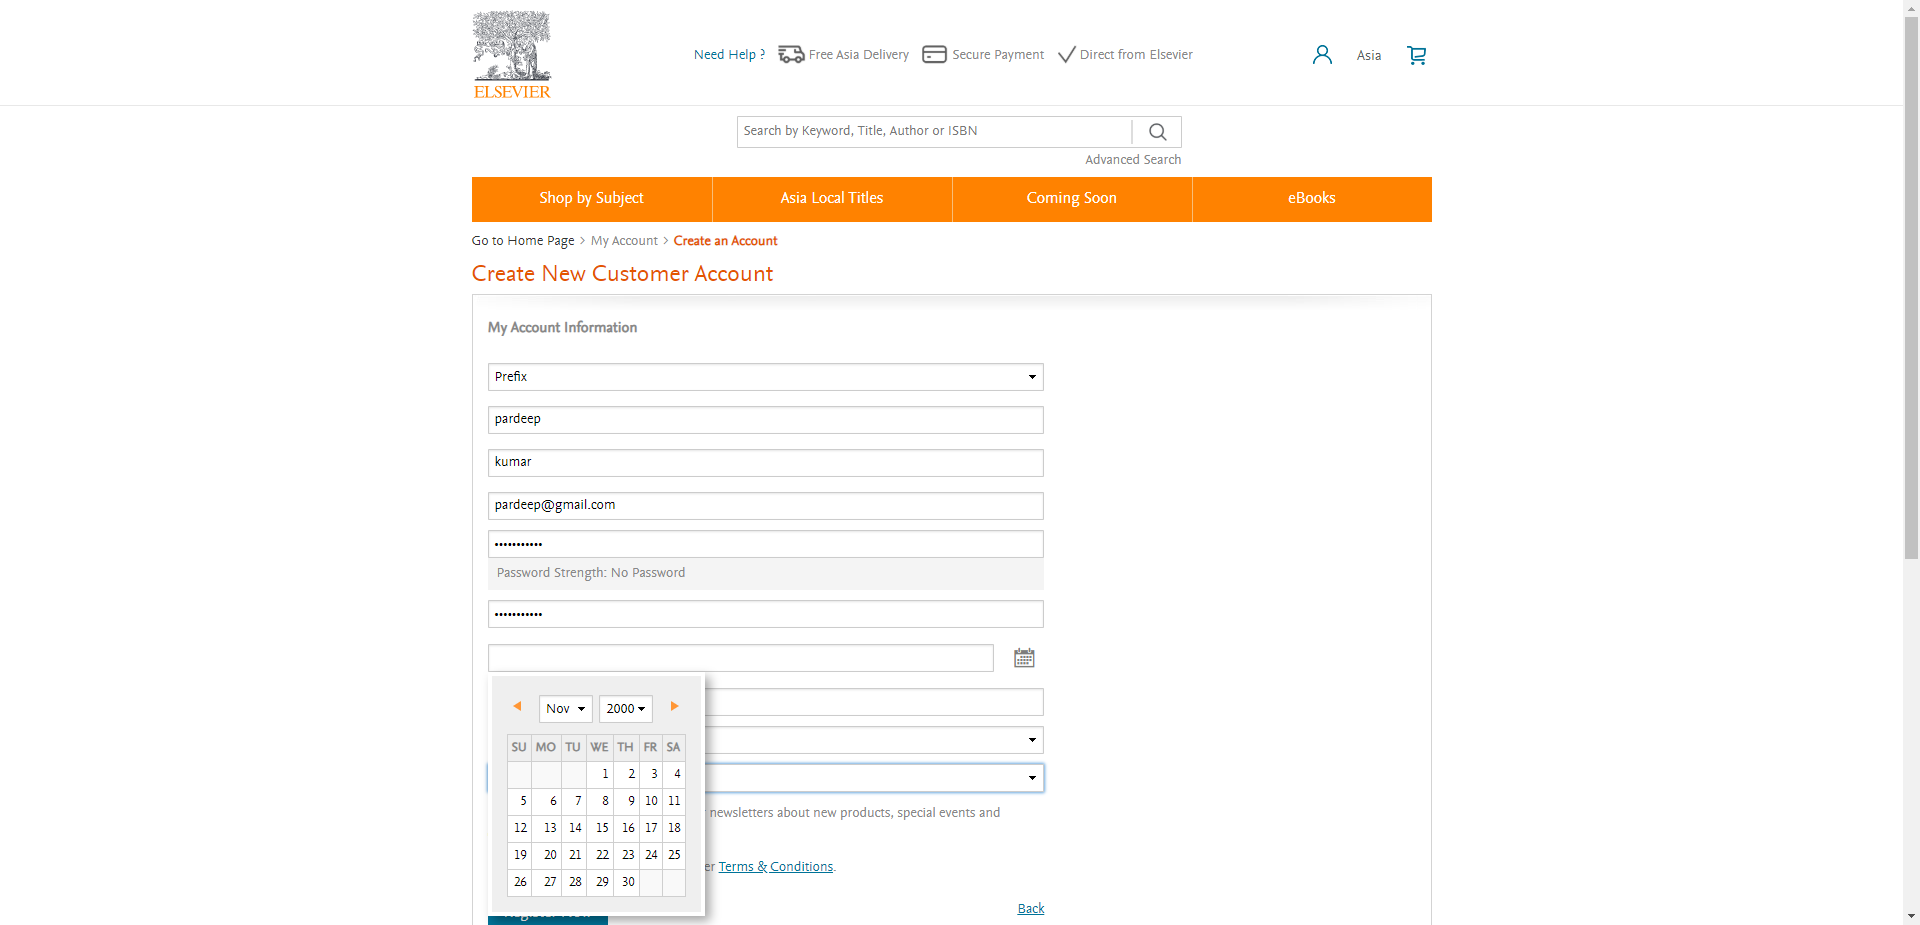 ELSEVIER
Need Help ? Free Asia Delivery Secure Payment Direct from Elsevier Asia
Search by Keyword, Title, Author or ISBN
Advanced Search
Shop by Subject Asia Local Titles Coming Soon eBooks
Go to Home Page > My Account > Create an Account
Create New Customer Account
My Account Information
Prefix
pardeep
kumar
pardeep@gmail.com
•••••••••••
Password Strength: No Password
•••••••••••
Nov 2000
SU MO TU WE TH FR SA
1 2 3 4
5 6 7 8 9 10 11
newsletters about new products, special events and
12 13 14 15 16 17 18
19 20 21 22 23 24 25
er Terms & Conditions.
26 27 28 29 30
Back